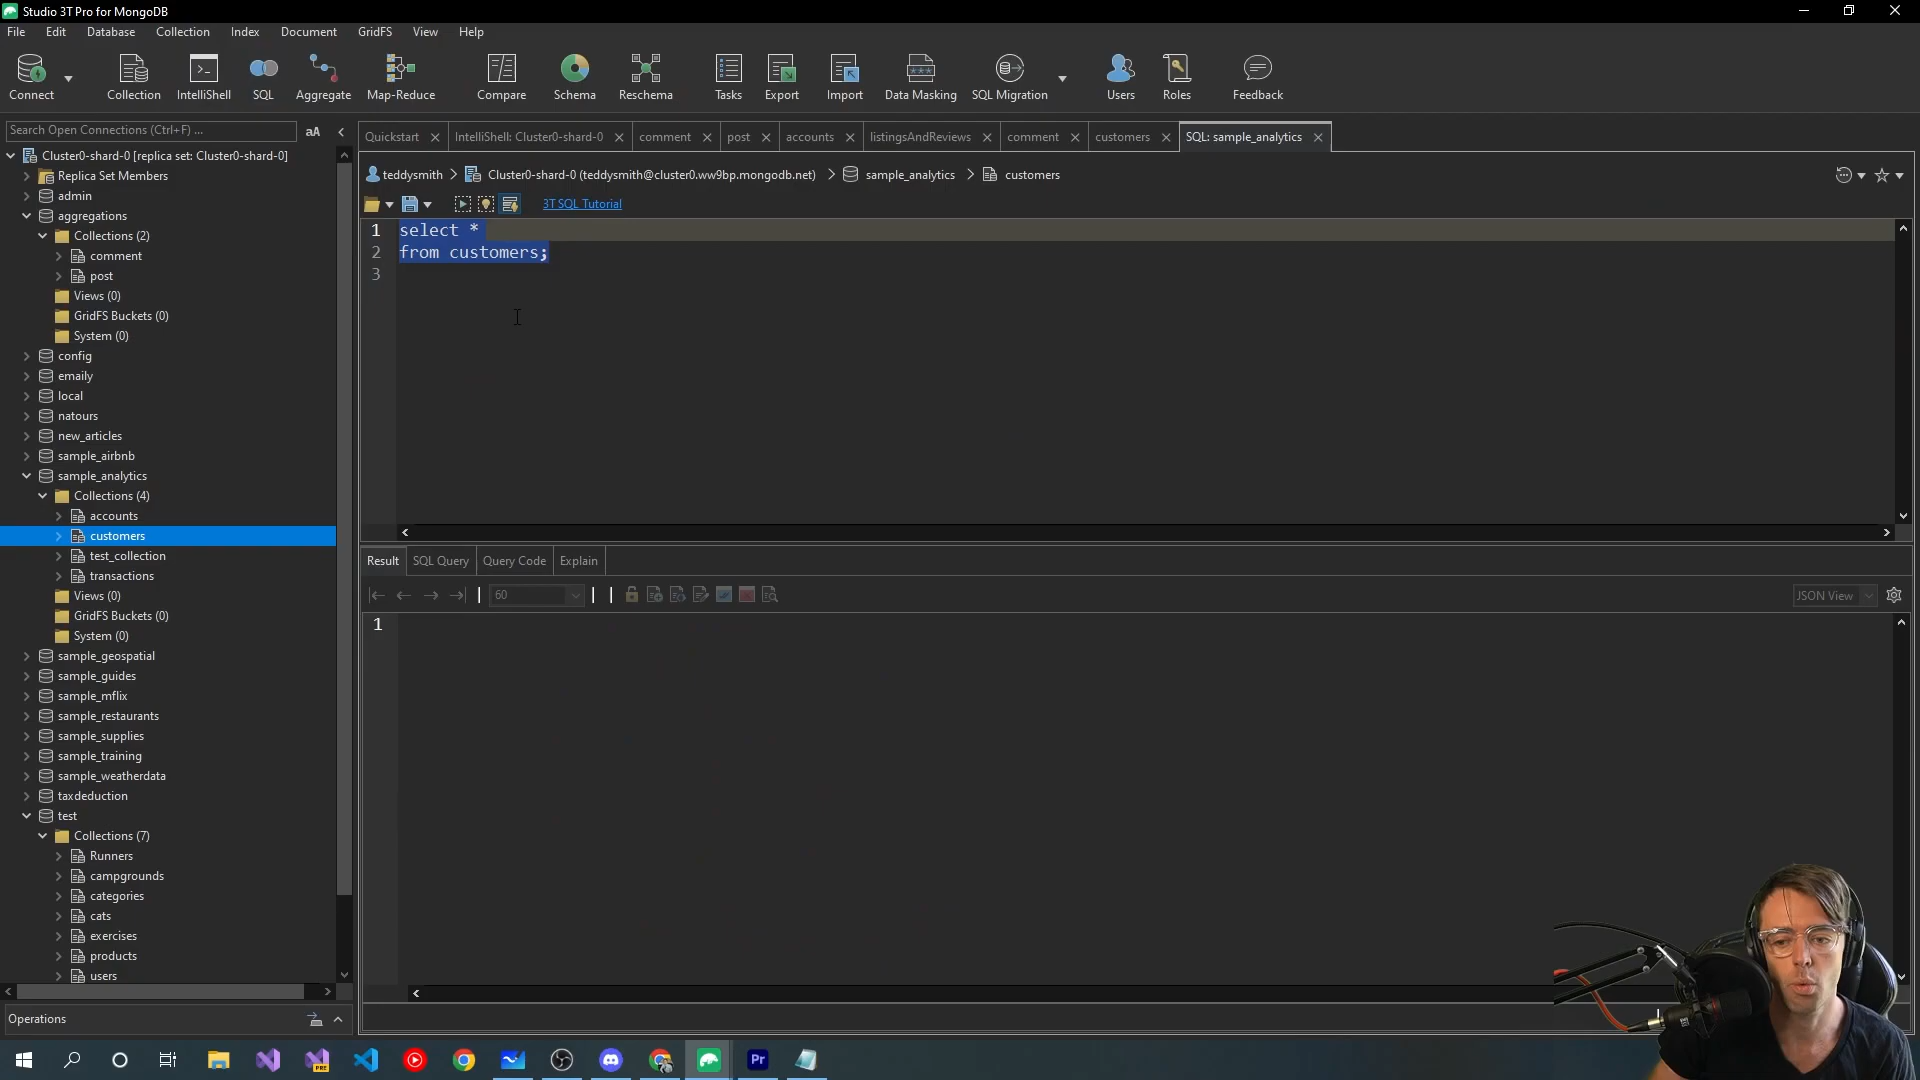 Studio 3T Pro for MongoDB
File Edit Database Collection Index Document GridFS View Help
Connect Collection IntelliShell SQL Aggregate Map-Reduce Compare Schema Reschema Tasks Export Import Data Masking SQL Migration Users Roles Feedback
Search Open Connections (Ctrl+F) ... aA
Quickstart IntelliShell: Cluster0-shard-0 comment post accounts listingsAndReviews comment customers SQL: sample_analytics
teddysmith Cluster0-shard-0 (teddysmith@cluster0.ww9bp.mongodb.net) sample_analytics customers
3T SQL Tutorial
1 select *
2 from customers;
3
Cluster0-shard-0 [replica set: Cluster0-shard-0]
Replica Set Members
admin
aggregations
Collections (2)
comment
post
Views (0)
GridFS Buckets (0)
System (0)
config
emaily
local
natours
new_articles
sample_airbnb
sample_analytics
Collections (4)
accounts
customers
test_collection
transactions
Views (0)
GridFS Buckets (0)
System (0)
sample_geospatial
sample_guides
sample_mflix
sample_restaurants
sample_supplies
sample_training
sample_weatherdata
taxdeduction
test
Collections (7)
Runners
campgrounds
categories
cats
exercises
products
users
Operations
Result SQL Query Query Code Explain
60 JSON View
1
PRE Pr